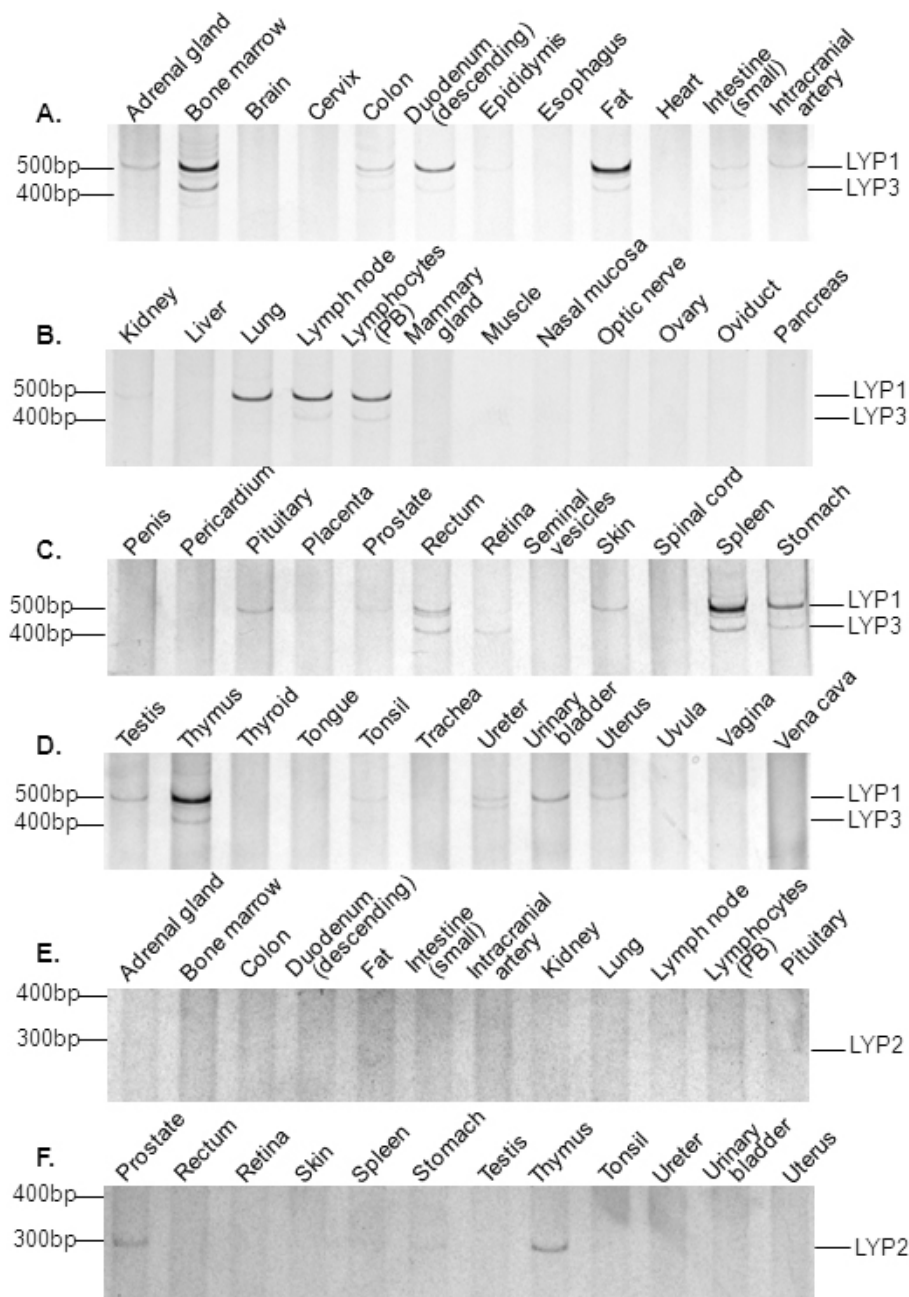 A.
Adrenal gland
Bone marrow
Brain
Cervix
Colon
Duodenum
(descending)
Epididymis
Esophagus
Fat
Heart
Intestine
(small)
Intracranial
artery
500bp
400bp
LYP1
LYP3
B.
Kidney
Liver
Lung
Lymph node
Lymphocytes
(PB)
Mammary
gland
Muscle
Nasal mucosa
Optic nerve
Ovary
Oviduct
Pancreas
500bp
400bp
LYP1
LYP3
C.
Penis
Pericardium
Pituitary
Placenta
Prostate
Rectum
Retina
Seminal
vesicles
Skin
Spinal cord
Spleen
Stomach
500bp
400bp
LYP1
LYP3
D.
Testis
Thymus
Thyroid
Tongue
Tonsil
Trachea
Ureter
Urinary
bladder
Uterus
Uvula
Vagina
Vena cava
500bp
400bp
LYP1
LYP3
E.
Adrenal gland
Bone marrow
Colon
Duodenum
(descending)
Fat
Intestine
(small)
Intracranial
artery
Kidney
Lung
Lymph node
Lymphocytes
(PB)
Pituitary
400bp
300bp
LYP2
F.
Prostate
Rectum
Retina
Skin
Spleen
Stomach
Testis
Thymus
Tonsil
Ureter
Urinary
bladder
Uterus
400bp
300bp
LYP2